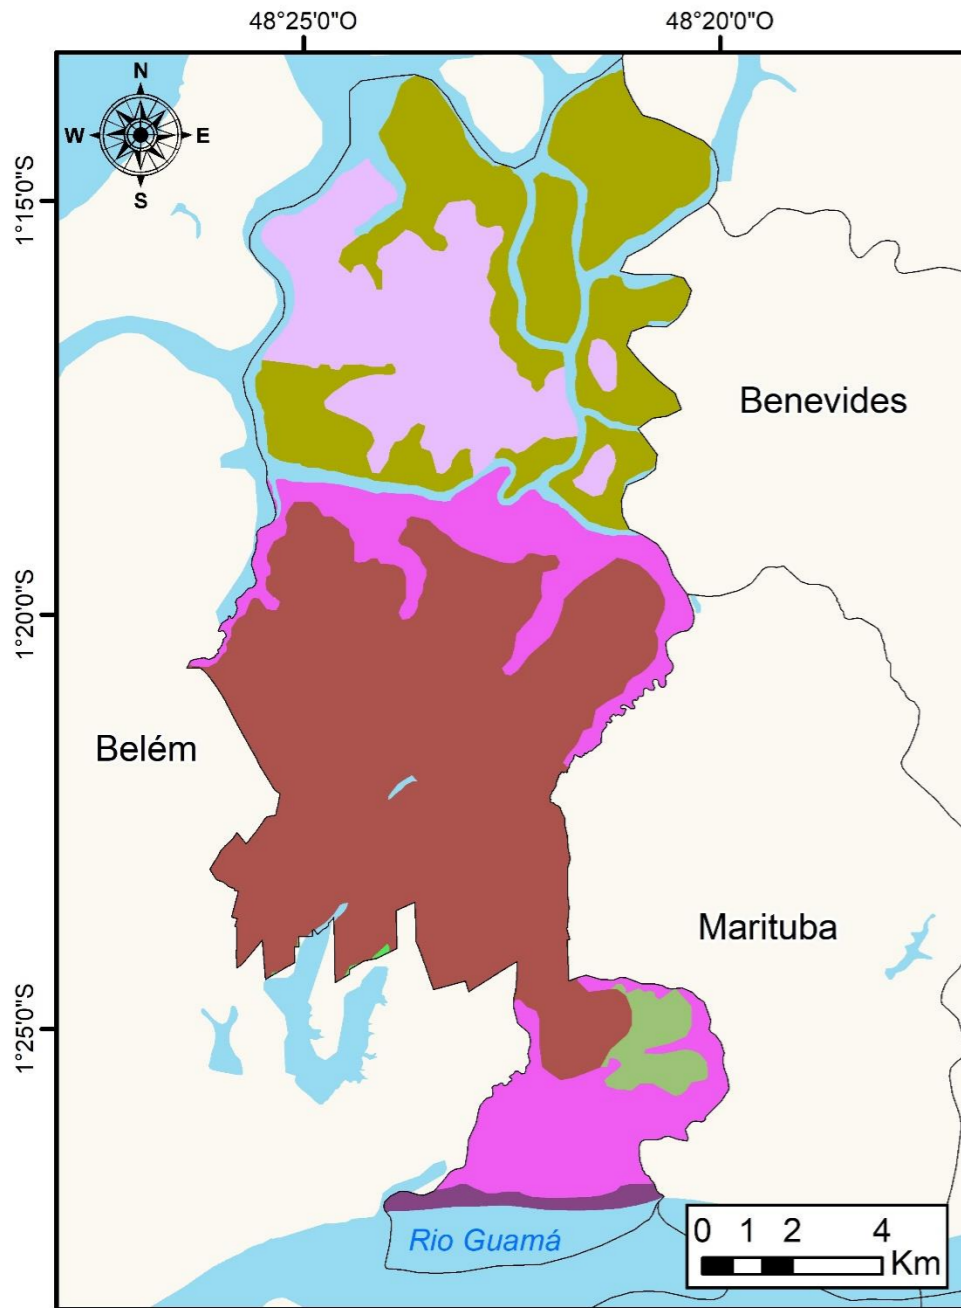 48°25'0"O 48°20'0"O
N
W E
S
1°15'0"S
Benevides
1°20'0"S
Belém
Marituba
1°25'0"S
Rio Guamá
0 1 2 4
Km